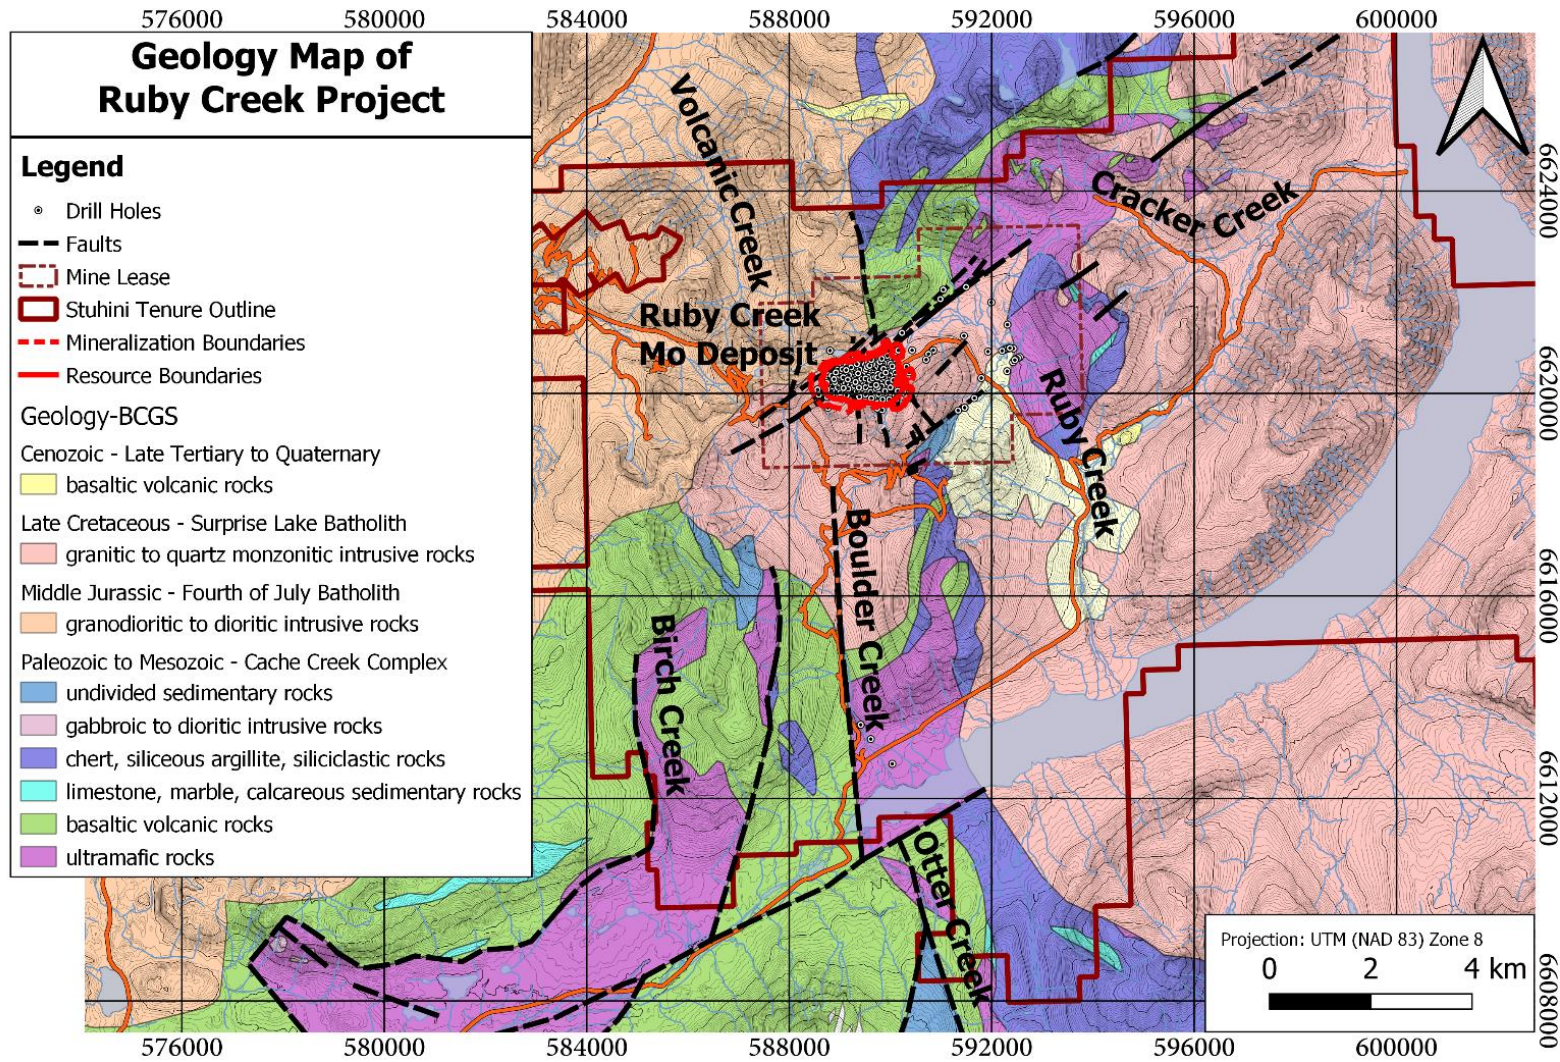 576000 580000 584000 588000 592000 596000 600000
Geology Map of
Ruby Creek Project
Legend
Drill Holes
Faults
Mine Lease
Stuhini Tenure Outline
Mineralization Boundaries
Resource Boundaries
Geology-BCGS
Cenozoic - Late Tertiary to Quaternary
basaltic volcanic rocks
Late Cretaceous - Surprise Lake Batholith
granitic to quartz monzonitic intrusive rocks
Middle Jurassic - Fourth of July Batholith
granodioritic to dioritic intrusive rocks
Paleozoic to Mesozoic - Cache Creek Complex
undivided sedimentary rocks
gabbroic to dioritic intrusive rocks
chert, siliceous argillite, siliciclastic rocks
limestone, marble, calcareous sedimentary rocks
basaltic volcanic rocks
ultramafic rocks
Volcanic Creek
Cracker Creek
Ruby Creek
Mo Deposit
Ruby Creek
Boulder Creek
Birch Creek
Otter Creek
6624000
6620000
6616000
6612000
6608000
Projection: UTM (NAD 83) Zone 8
0 2 4 km
576000 580000 584000 588000 592000 596000 600000